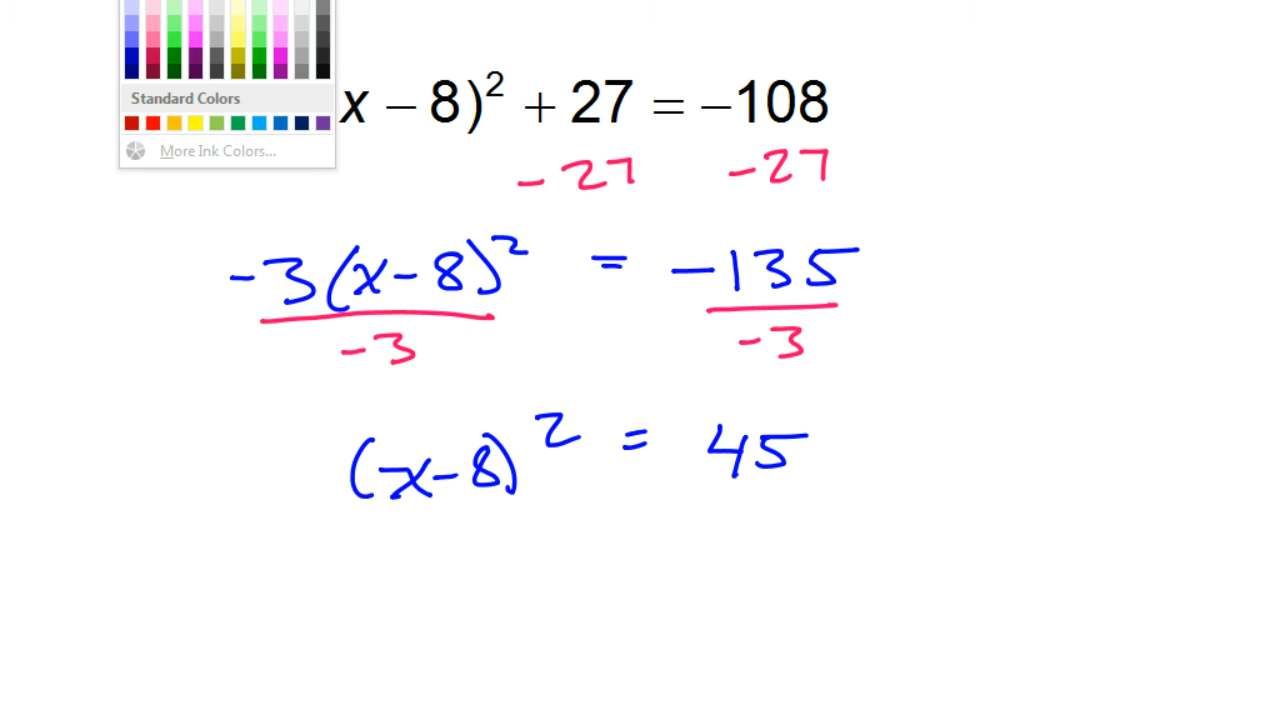 Standard Colors
More Ink Colors...
x − 8)² + 27 = −108
-27 -27
-3(x-8)² = -135
-3 -3
(x-8)² = 45